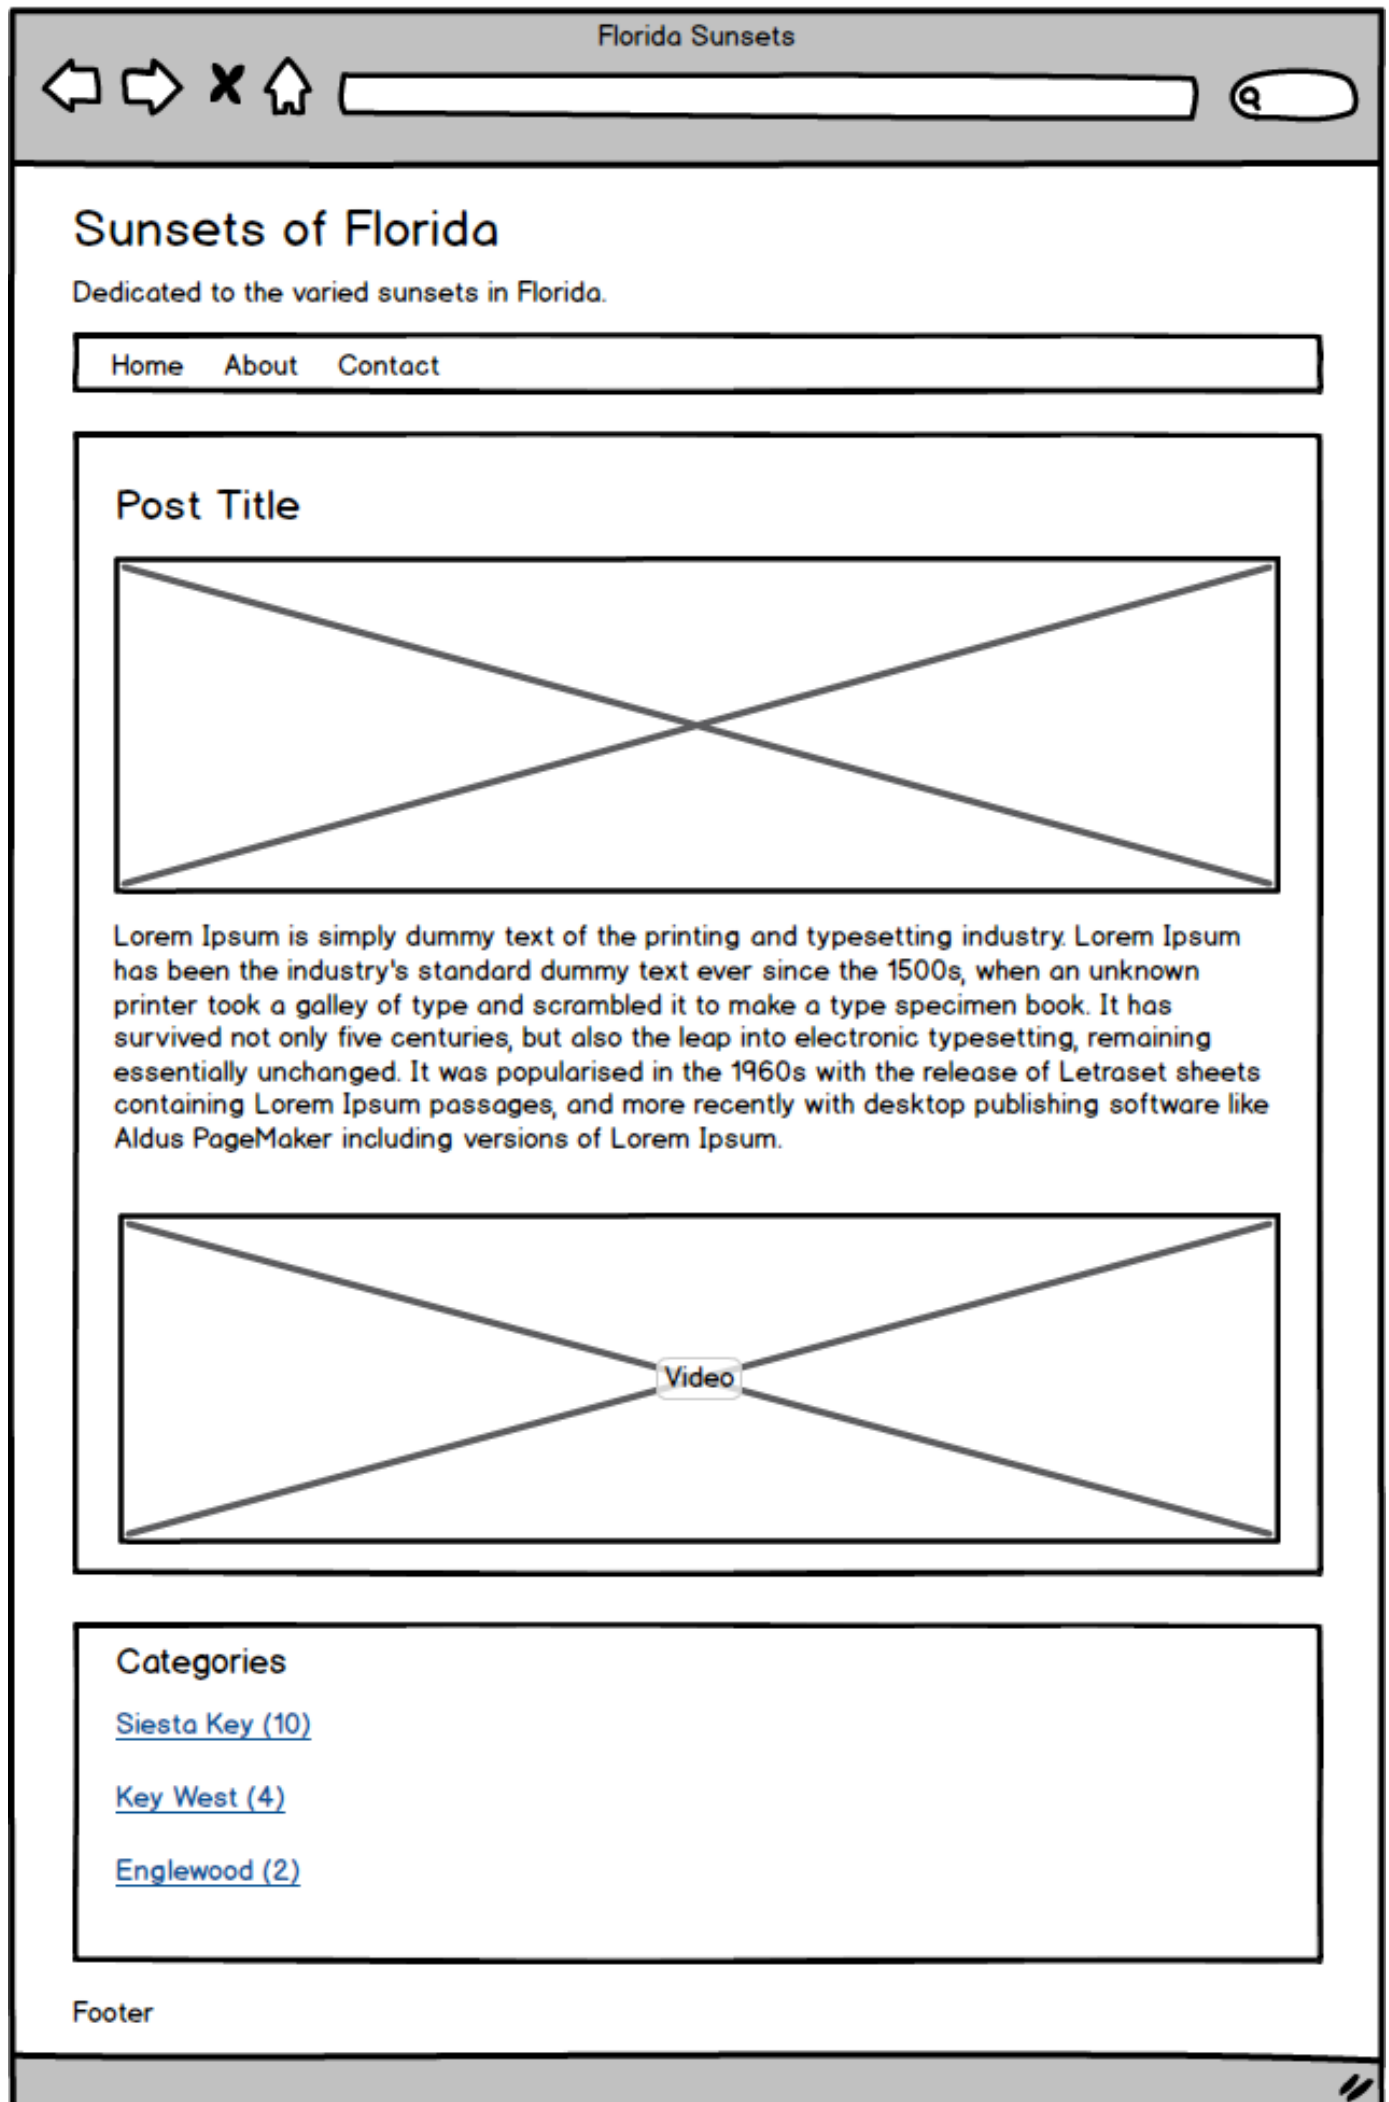 Florida Sunsets
Sunsets of Florida
Dedicated to the varied sunsets in Florida.
Home About Contact
Post Title
Lorem Ipsum is simply dummy text of the printing and typesetting industry. Lorem Ipsum
has been the industry's standard dummy text ever since the 1500s, when an unknown
printer took a galley of type and scrambled it to make a type specimen book. It has
survived not only five centuries, but also the leap into electronic typesetting, remaining
essentially unchanged. It was popularised in the 1960s with the release of Letraset sheets
containing Lorem Ipsum passages, and more recently with desktop publishing software like
Aldus PageMaker including versions of Lorem Ipsum.
Video
Categories
Siesta Key (10)
Key West (4)
Englewood (2)
Footer